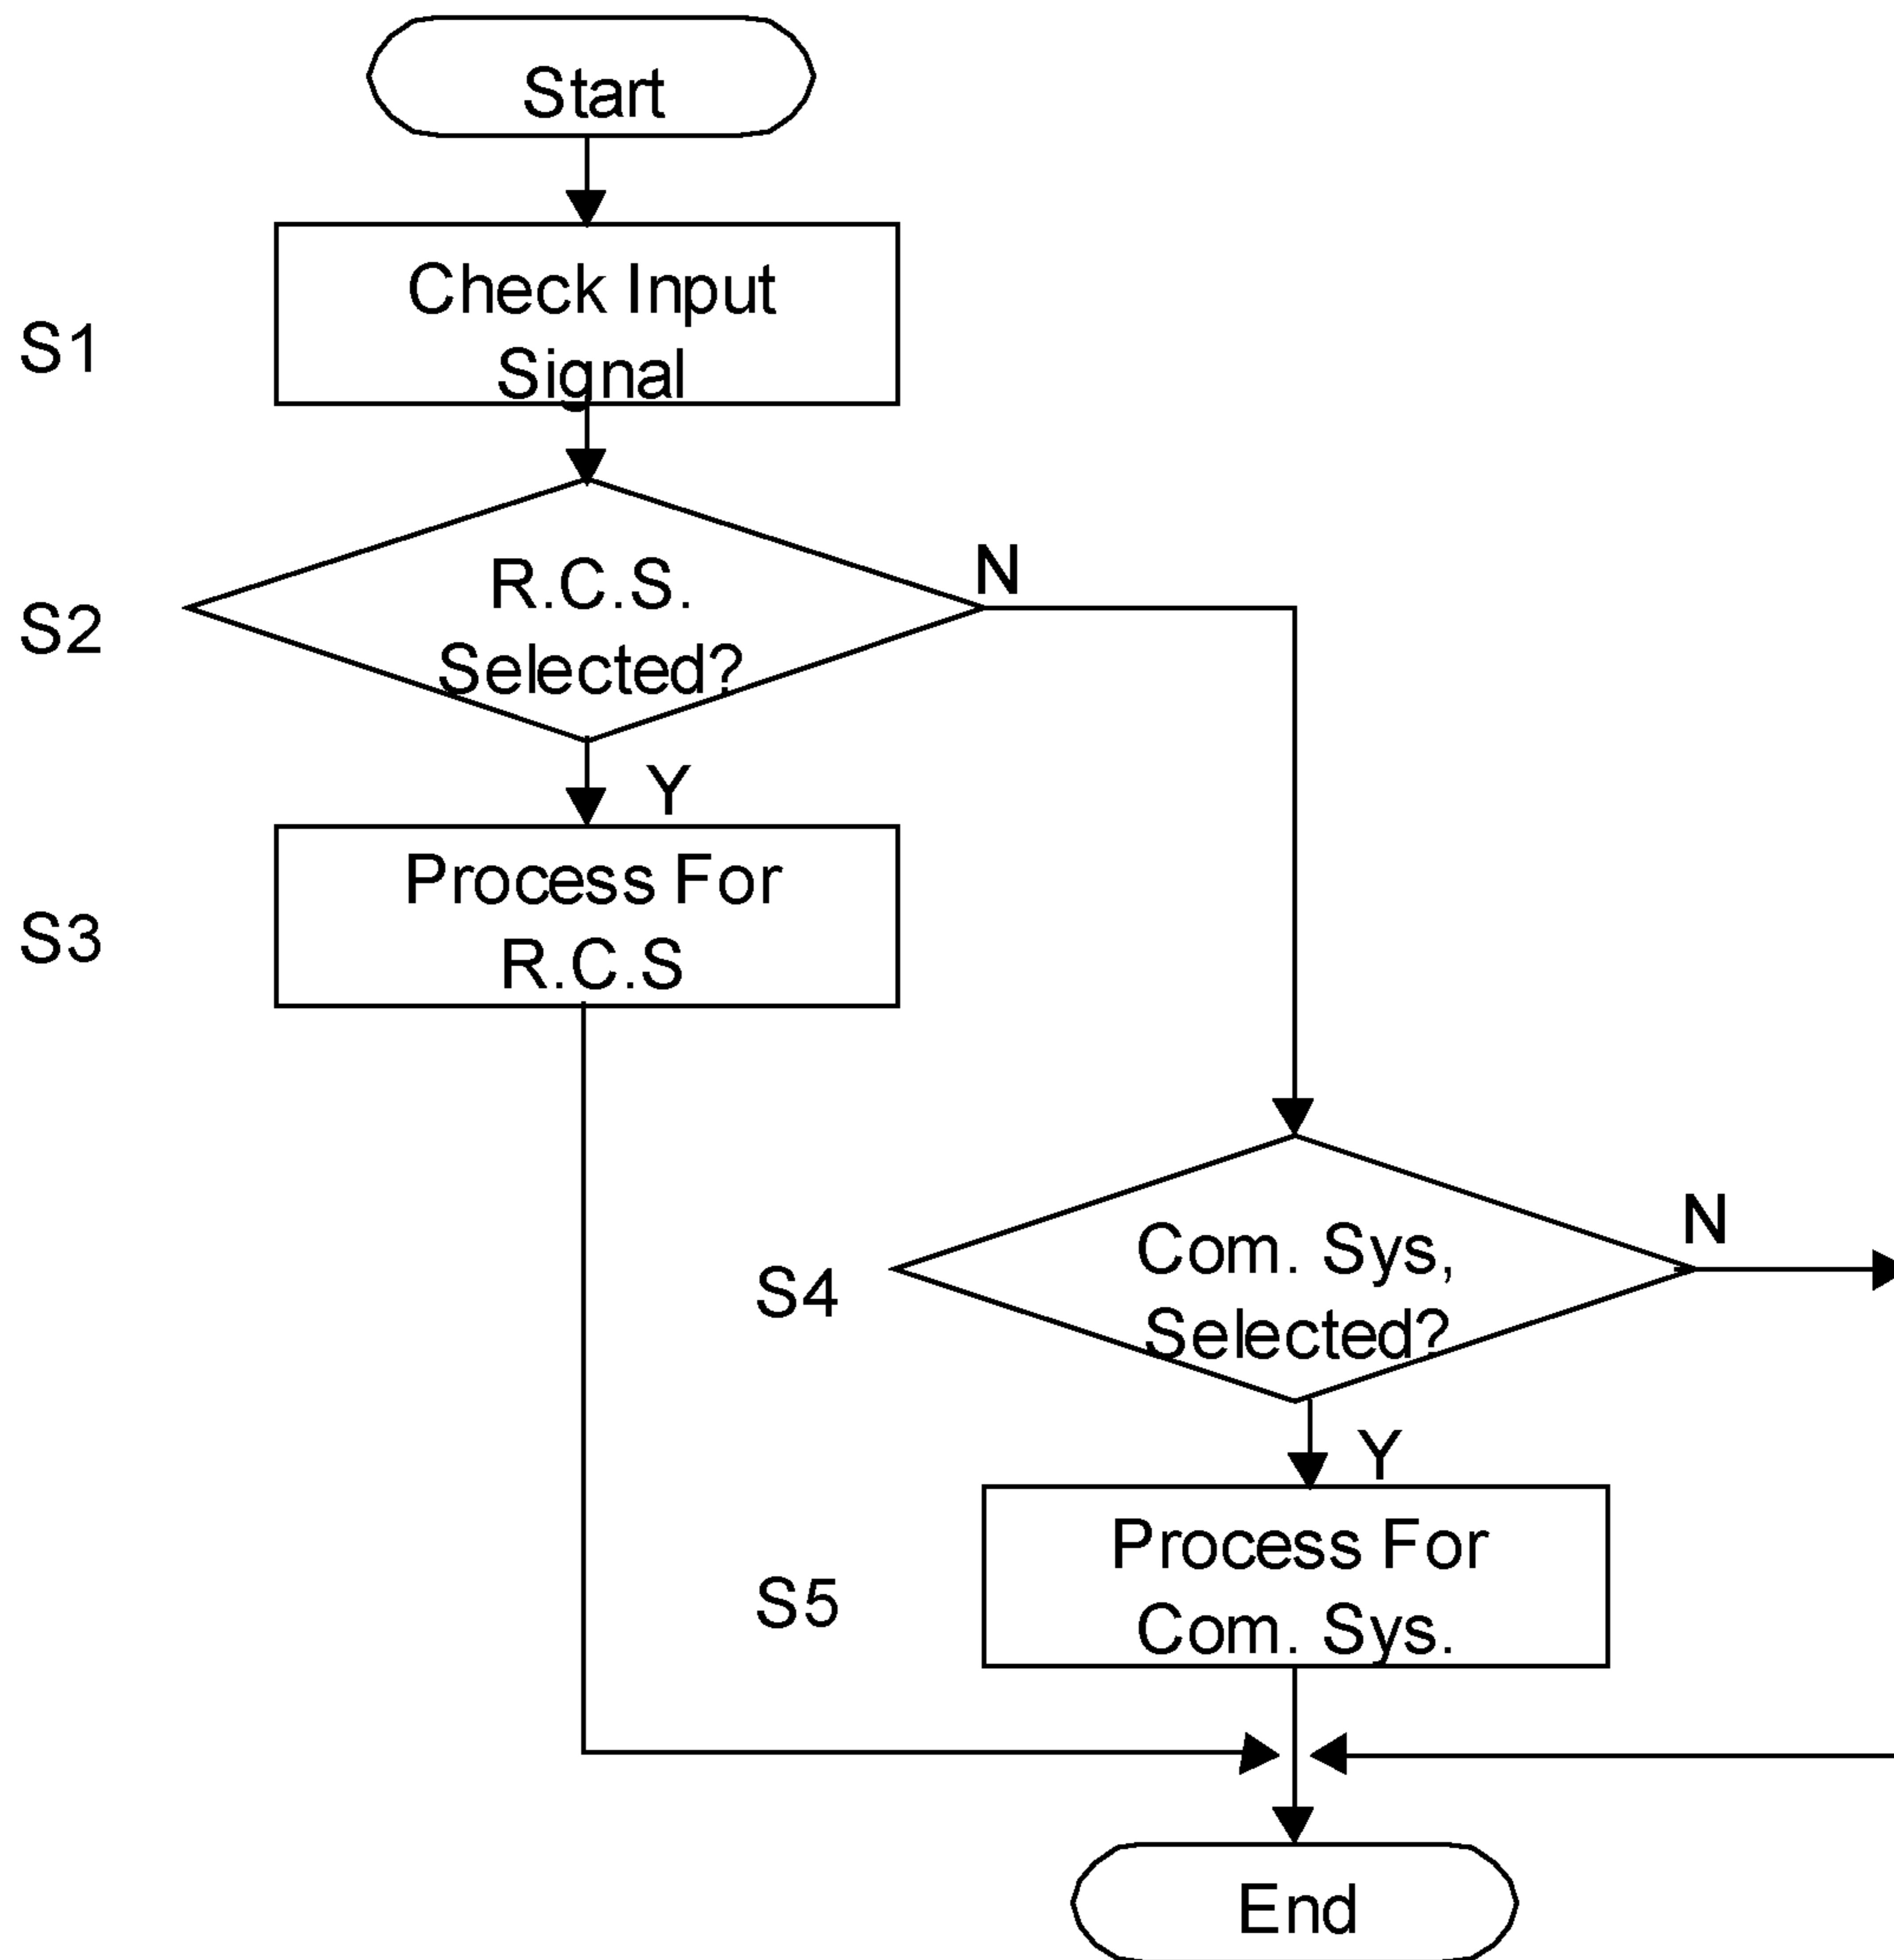 Start
S1
Check Input
Signal
S2
R.C.S.
Selected?
N
Y
S3
Process For
R.C.S
S4
Com. Sys,
Selected?
N
Y
S5
Process For
Com. Sys.
End